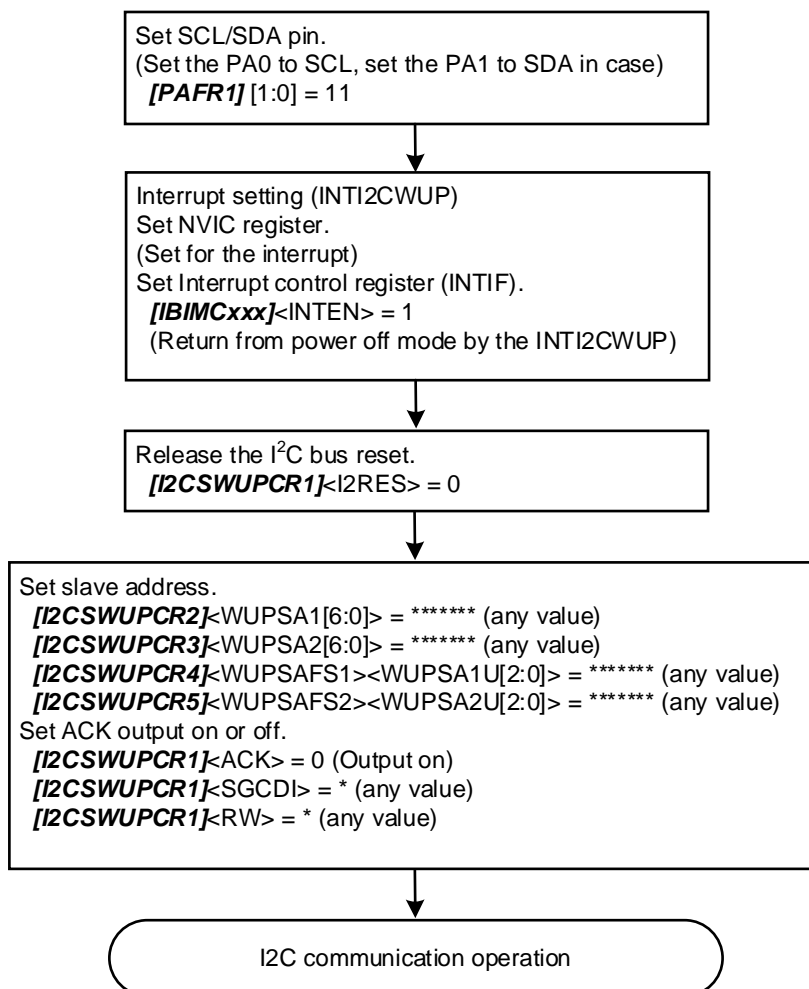 Set SCL/SDA pin.
(Set the PA0 to SCL, set the PA1 to SDA in case)
[PAFR1] [1:0] = 11
Interrupt setting (INTI2CWUP)
Set NVIC register.
(Set for the interrupt)
Set Interrupt control register (INTIF).
[IBIMCxxx]<INTEN> = 1
(Return from power off mode by the INTI2CWUP)
Release the I²C bus reset.
[I2CSWUPCR1]<I2RES> = 0
Set slave address.
[I2CSWUPCR2]<WUPSA1[6:0]> = ******* (any value)
[I2CSWUPCR3]<WUPSA2[6:0]> = ******* (any value)
[I2CSWUPCR4]<WUPSAFS1><WUPSA1U[2:0]> = ******* (any value)
[I2CSWUPCR5]<WUPSAFS2><WUPSA2U[2:0]> = ******* (any value)
Set ACK output on or off.
[I2CSWUPCR1]<ACK> = 0 (Output on)
[I2CSWUPCR1]<SGCDI> = * (any value)
[I2CSWUPCR1]<RW> = * (any value)
I2C communication operation